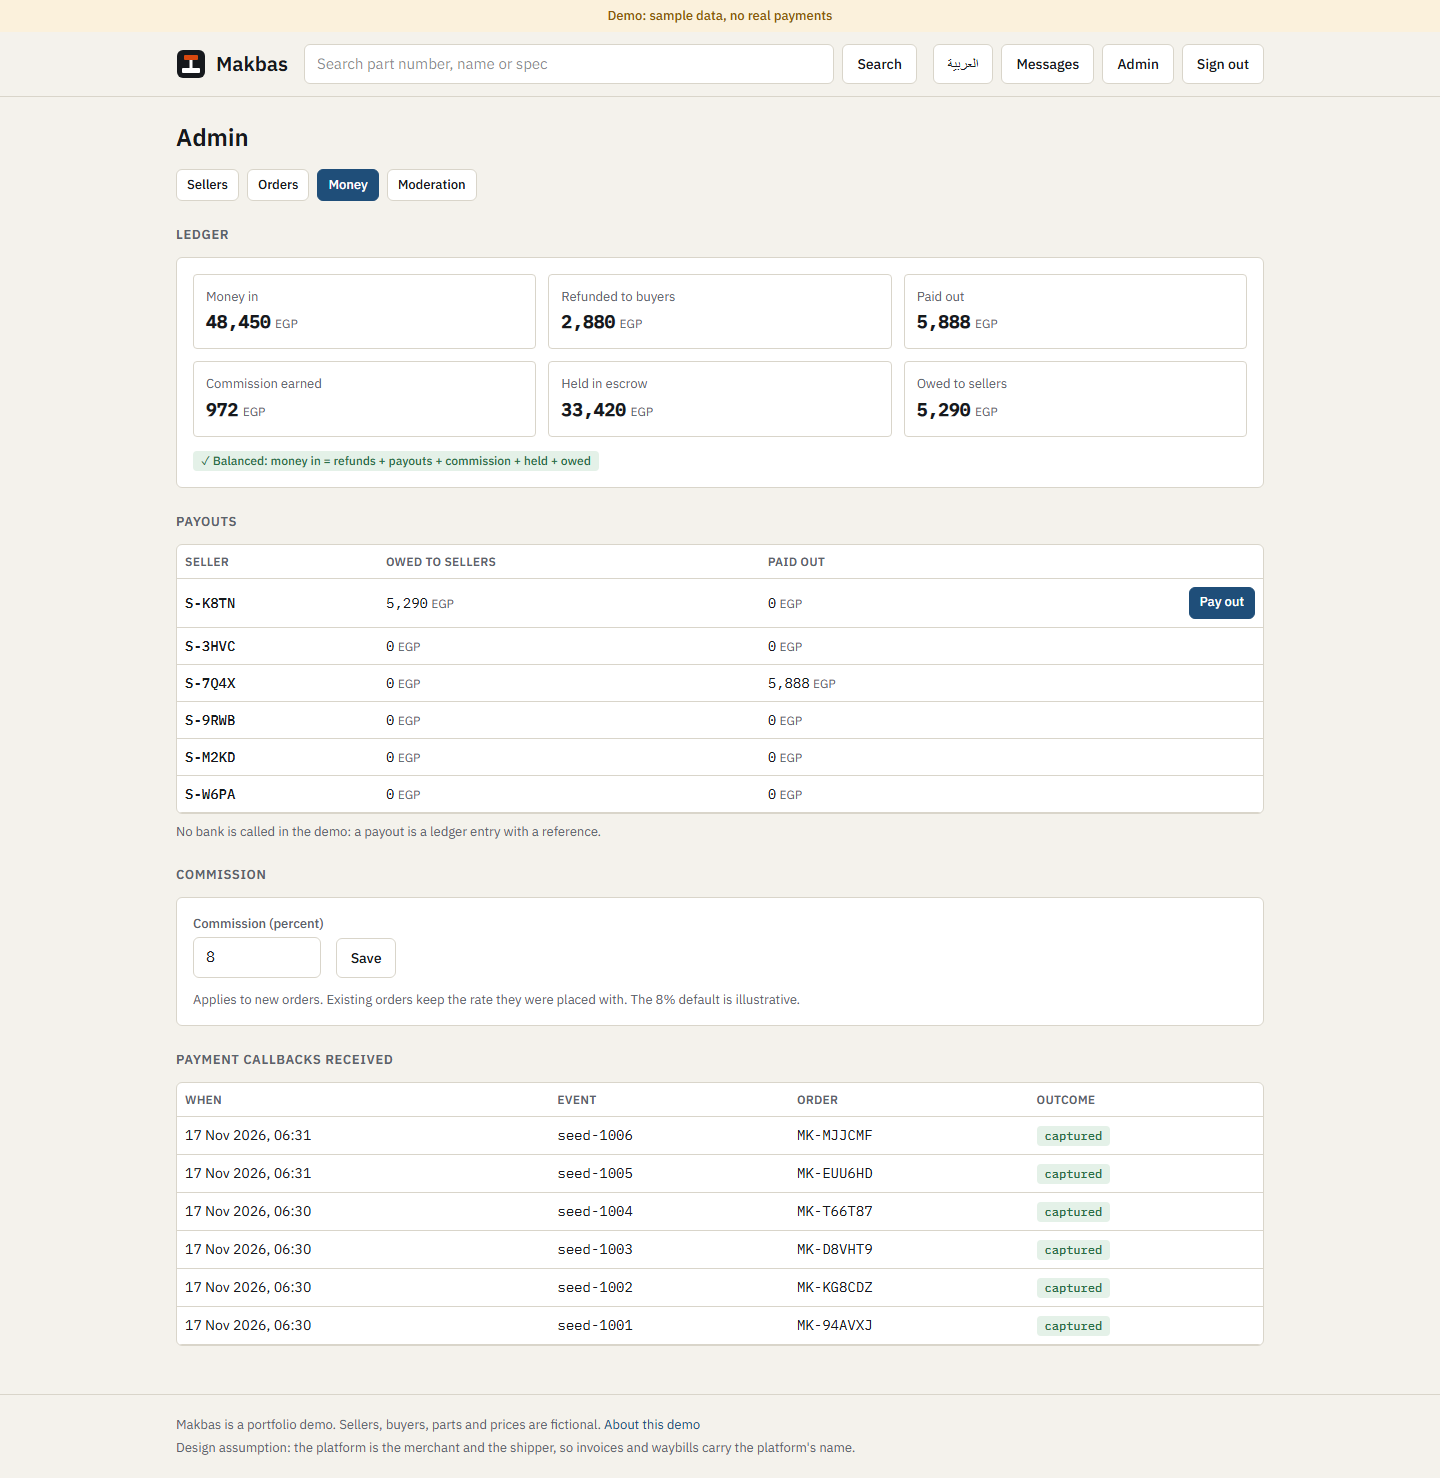 Demo: sample data, no real payments
Makbas
Search part number, name or spec
Search
العربية
Messages
Admin
Sign out
Admin
Sellers
Orders
Money
Moderation
LEDGER
Money in
48,450 EGP
Refunded to buyers
2,880 EGP
Paid out
5,888 EGP
Commission earned
972 EGP
Held in escrow
33,420 EGP
Owed to sellers
5,290 EGP
✓ Balanced: money in = refunds + payouts + commission + held + owed
PAYOUTS
SELLER OWED TO SELLERS PAID OUT
S-K8TN 5,290 EGP 0 EGP Pay out
S-3HVC 0 EGP 0 EGP
S-7Q4X 0 EGP 5,888 EGP
S-9RWB 0 EGP 0 EGP
S-M2KD 0 EGP 0 EGP
S-W6PA 0 EGP 0 EGP
No bank is called in the demo: a payout is a ledger entry with a reference.
COMMISSION
Commission (percent)
8
Save
Applies to new orders. Existing orders keep the rate they were placed with. The 8% default is illustrative.
PAYMENT CALLBACKS RECEIVED
WHEN EVENT ORDER OUTCOME
17 Nov 2026, 06:31 seed-1006 MK-MJJCMF captured
17 Nov 2026, 06:31 seed-1005 MK-EUU6HD captured
17 Nov 2026, 06:30 seed-1004 MK-T66T87 captured
17 Nov 2026, 06:30 seed-1003 MK-D8VHT9 captured
17 Nov 2026, 06:30 seed-1002 MK-KG8CDZ captured
17 Nov 2026, 06:30 seed-1001 MK-94AVXJ captured
Makbas is a portfolio demo. Sellers, buyers, parts and prices are fictional. About this demo
Design assumption: the platform is the merchant and the shipper, so invoices and waybills carry the platform's name.